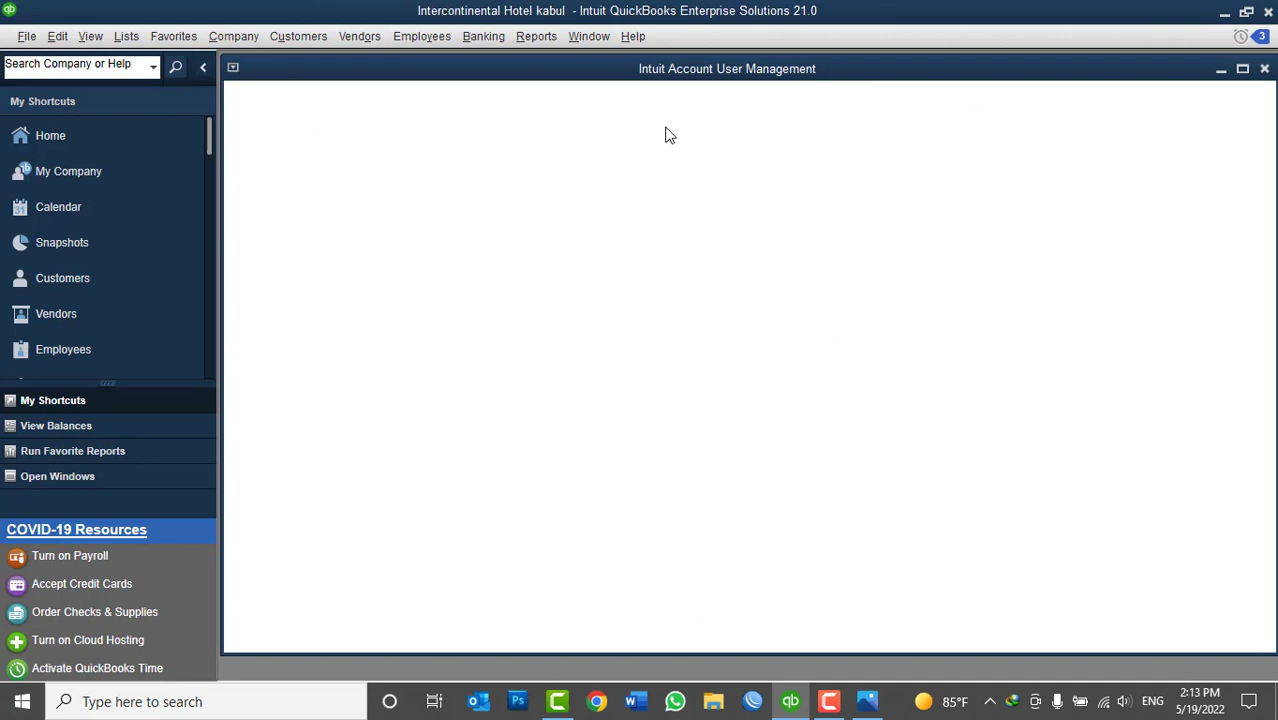 Intercontinental Hotel kabul - Intuit QuickBooks Enterprise Solutions 21.0
File Edit View Lists Favorites Company Customers Vendors Employees Banking Reports Window Help
3
Search Company or Help
Intuit Account User Management
My Shortcuts
Home
My Company
Calendar
Snapshots
Customers
Vendors
Employees
My Shortcuts
View Balances
Run Favorite Reports
Open Windows
COVID-19 Resources
Turn on Payroll
Accept Credit Cards
Order Checks & Supplies
Turn on Cloud Hosting
Activate QuickBooks Time
Type here to search
85°F
ENG
2:13 PM
5/19/2022